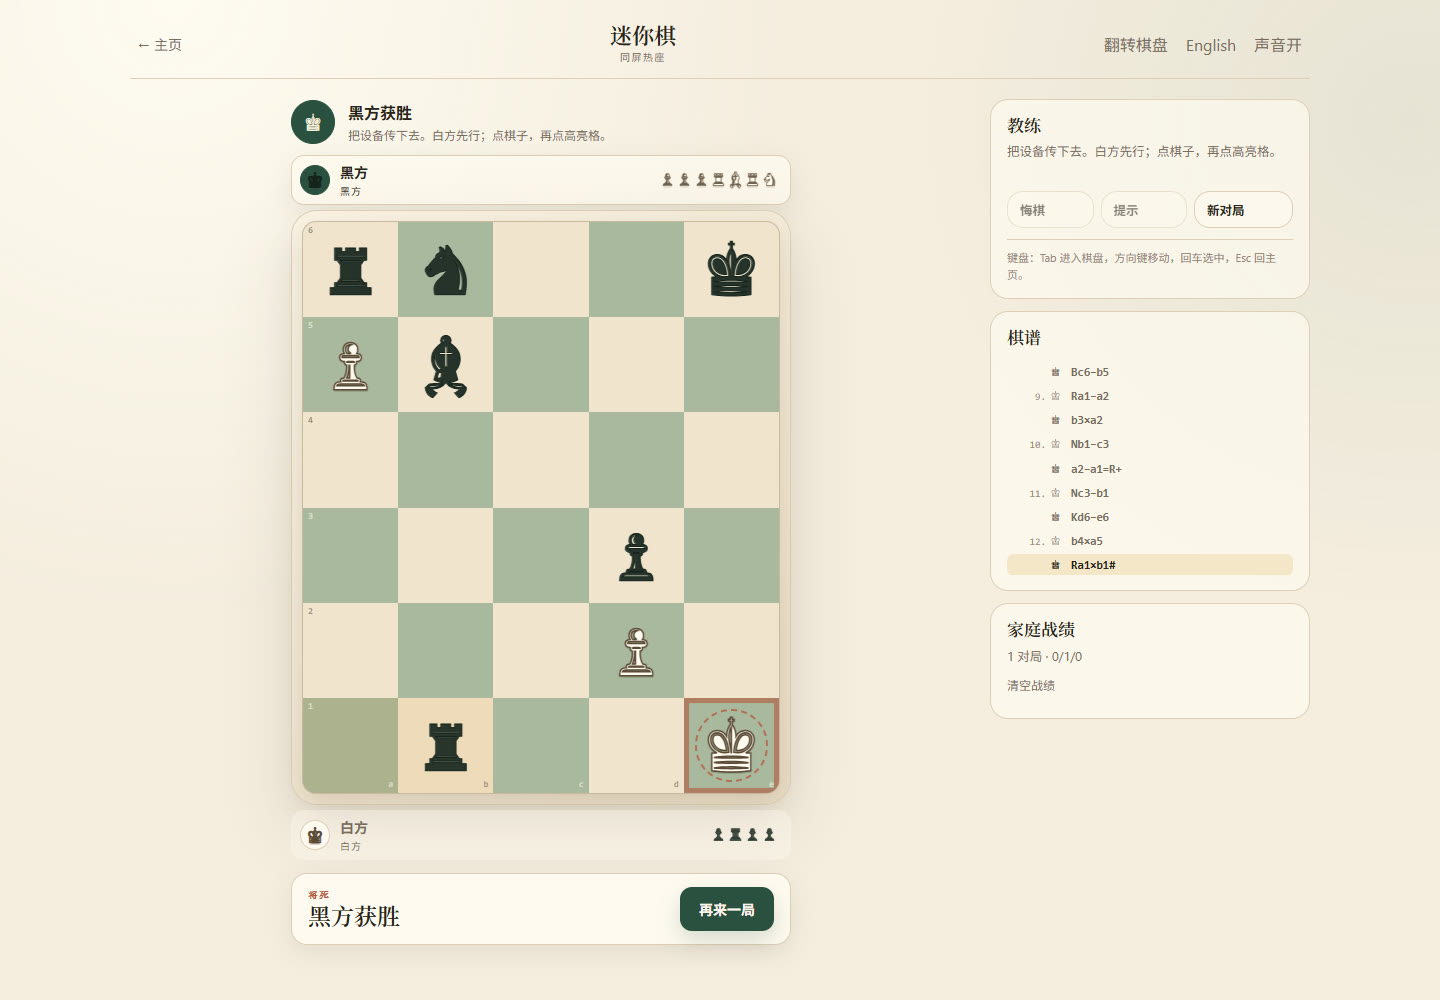 ← 主页
迷你棋
同屏热座
翻转棋盘 English 声音开
黑方获胜
把设备传下去。白方先行；点棋子，再点高亮格。
黑方
黑方
6
5
4
3
2
1
a b c d e
白方
白方
将死
黑方获胜
再来一局
教练
把设备传下去。白方先行；点棋子，再点高亮格。
悔棋 提示 新对局
键盘：Tab 进入棋盘，方向键移动，回车选中，Esc 回主
页。
棋谱
Bc6–b5
9. Ra1–a2
b3×a2
10. Nb1–c3
a2–a1=R+
11. Nc3–b1
Kd6–e6
12. b4×a5
Ra1×b1#
家庭战绩
1 对局 · 0/1/0
清空战绩